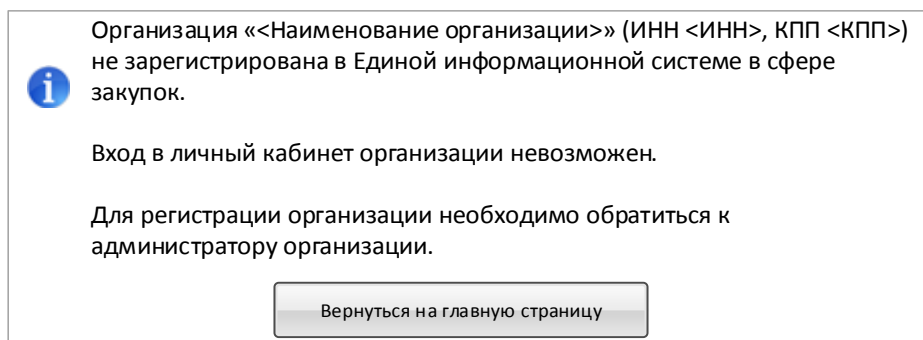 Организация «<Наименование организации>» (ИНН <ИНН>, КПП <КПП>)
не зарегистрирована в Единой информационной системе в сфере
закупок.
Вход в личный кабинет организации невозможен.
Для регистрации организации необходимо обратиться к
администратору организации.
Вернуться на главную страницу